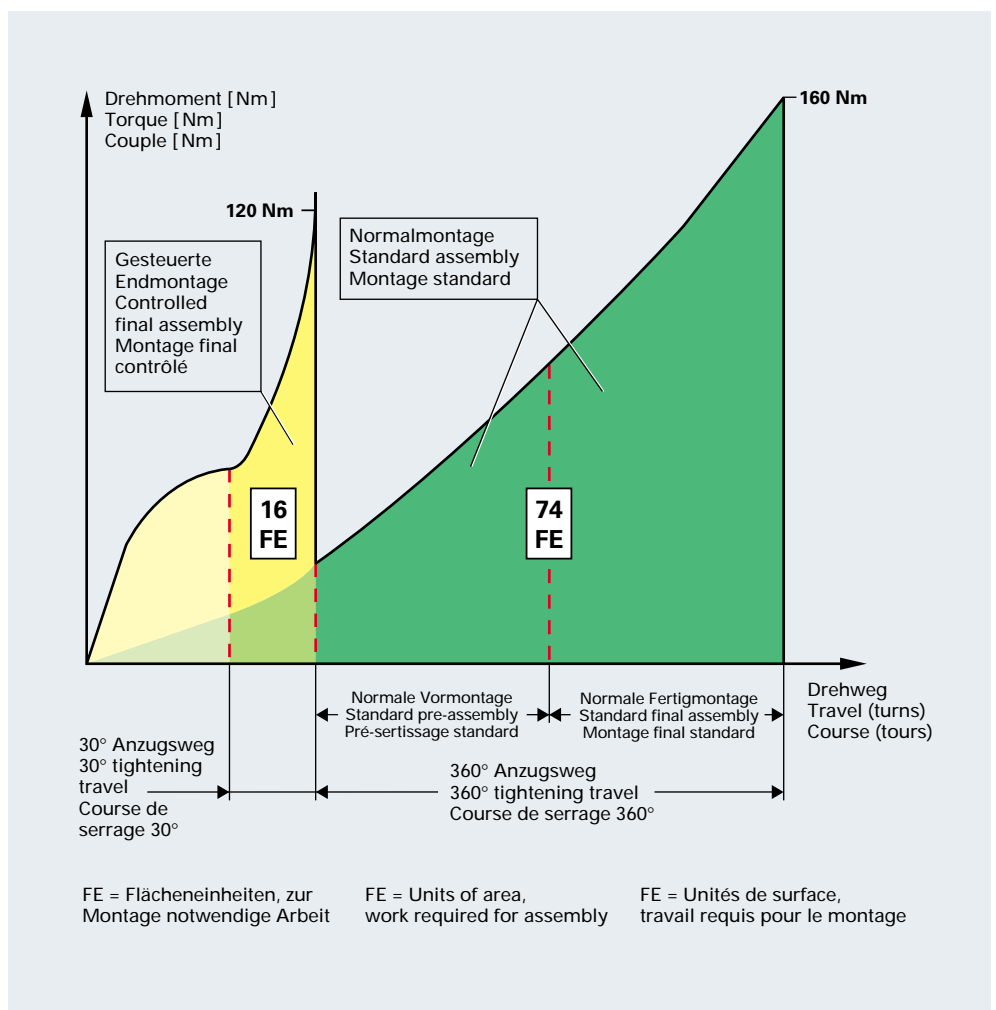 Drehmoment [Nm]
Torque [Nm]
Couple [Nm]
160 Nm
120 Nm
Gesteuerte
Endmontage
Controlled
final assembly
Montage final
contrôlé
Normalmontage
Standard assembly
Montage standard
16
FE
74
FE
Drehweg
Travel (turns)
Course (tours)
Normale Vormontage
Standard pre-assembly
Pré-sertissage standard
Normale Fertigmontage
Standard final assembly
Montage final standard
30° Anzugsweg
30° tightening
travel
Course de
serrage 30°
360° Anzugsweg
360° tightening travel
Course de serrage 360°
FE = Flächeneinheiten, zur
Montage notwendige Arbeit
FE = Units of area,
work required for assembly
FE = Unités de surface,
travail requis pour le montage